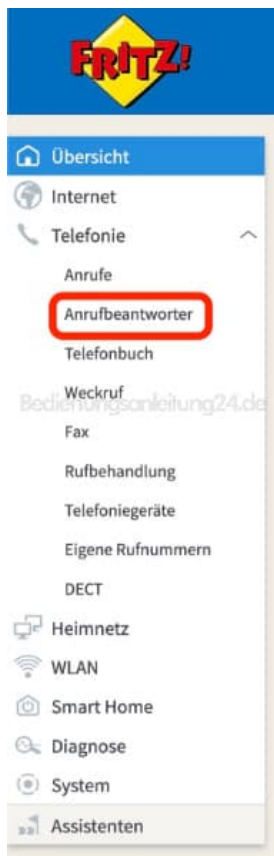 FRITZ!
Übersicht
Internet
Telefonie
Anrufe
Anrufbeantworter
Telefonbuch
Weckruf
Bedienungsanleitung24.de
Fax
Rufbehandlung
Telefoniegeräte
Eigene Rufnummern
DECT
Heimnetz
WLAN
Smart Home
Diagnose
System
Assistenten